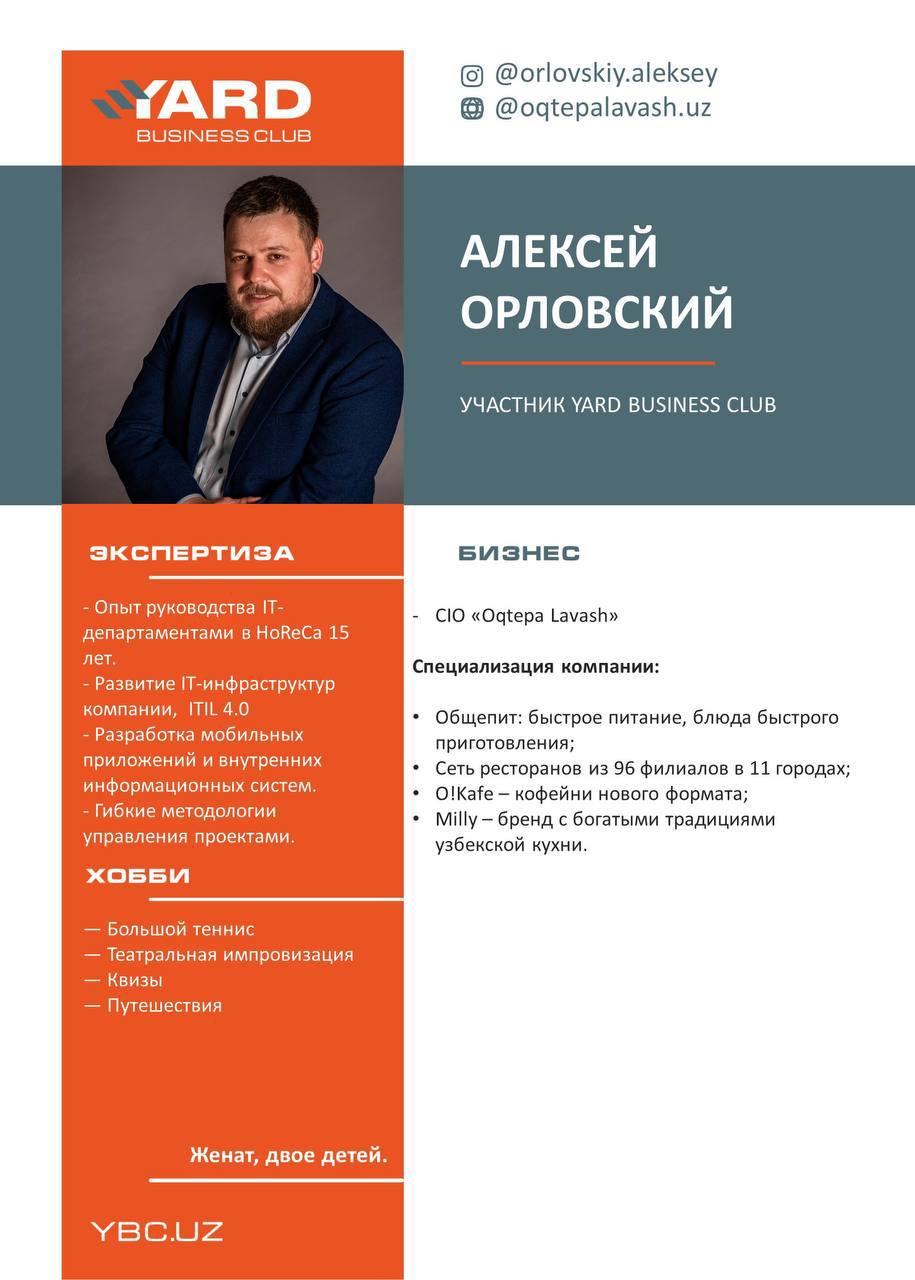 YARD
BUSINESS CLUB
@orlovskiy.aleksey
@oqtepalavash.uz
АЛЕКСЕЙ
ОРЛОВСКИЙ
УЧАСТНИК YARD BUSINESS CLUB
ЭКСПЕРТИЗА
- Опыт руководства IT-
департаментами в HoReCa 15
лет.
- Развитие IT-инфраструктур
компании, ITIL 4.0
- Разработка мобильных
приложений и внутренних
информационных систем.
- Гибкие методологии
управления проектами.
ХОББИ
— Большой теннис
— Театральная импровизация
— Квизы
— Путешествия
Женат, двое детей.
YBC.UZ
БИЗНЕС
- CIO «Oqtepa Lavash»
Специализация компании:
• Общепит: быстрое питание, блюда быстрого
приготовления;
• Сеть ресторанов из 96 филиалов в 11 городах;
• O!Kafe – кофейни нового формата;
• Milly – бренд с богатыми традициями
узбекской кухни.